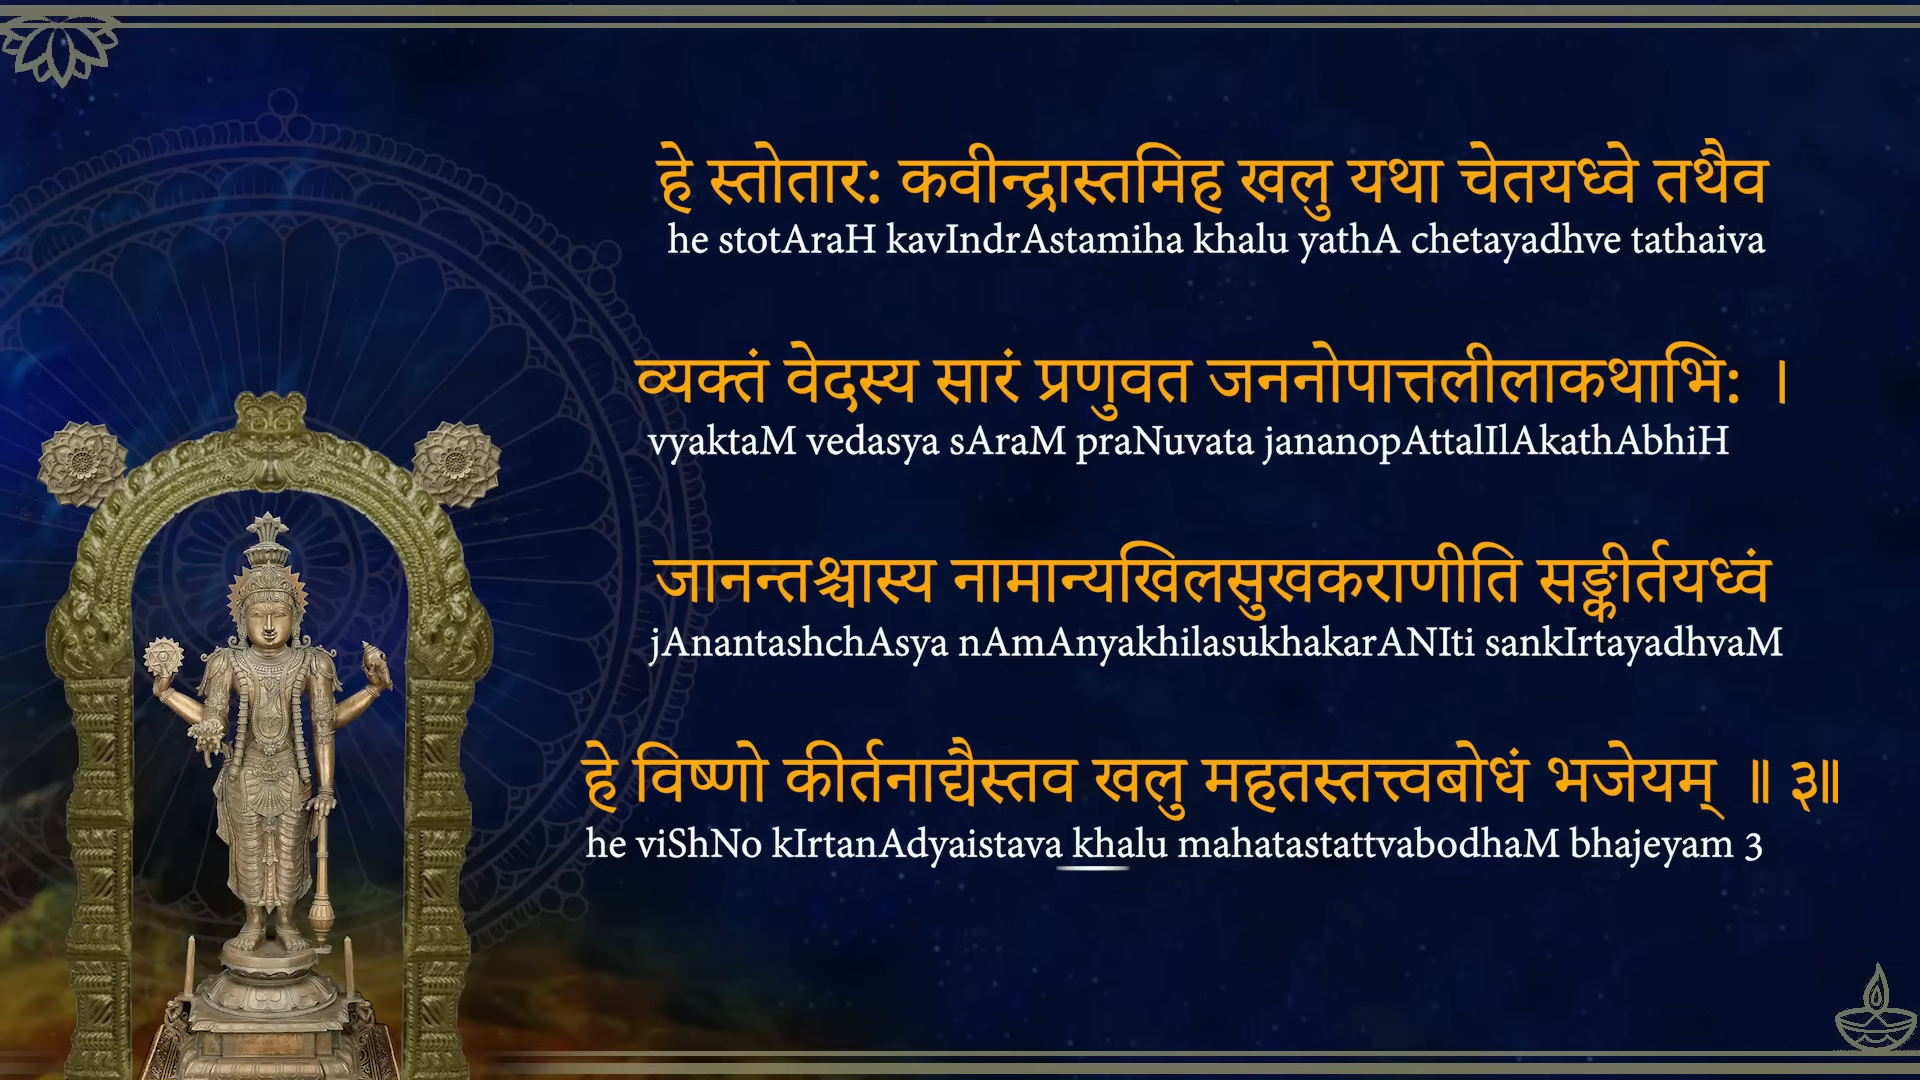 हे स्तोतार: कवीन्द्रास्तमिह खलु यथा चेतयध्वे तथैव
he stotAraH kavIndrAstamiha khalu yathA chetayadhve tathaiva
व्यक्तं वेदस्य सारं प्रणुवत जननोपात्तलीलाकथाभि: ।
vyaktaM vedasya sAraM praNuvata jananopAttalIlAkathAbhiH
जानन्तश्चास्य नामान्यखिलसुखकराणीति सङ्कीर्तयध्वं
jAnantashchAsya nAmAnyakhilasukhakarANIti sankIrtayadhvaM
हे विष्णो कीर्तनाद्यैस्तव खलु महतस्तत्त्वबोधं भजेयम् ॥ ३॥
he viShNo kIrtanAdyaistava khalu mahatastattvabodhaM bhajeyam 3